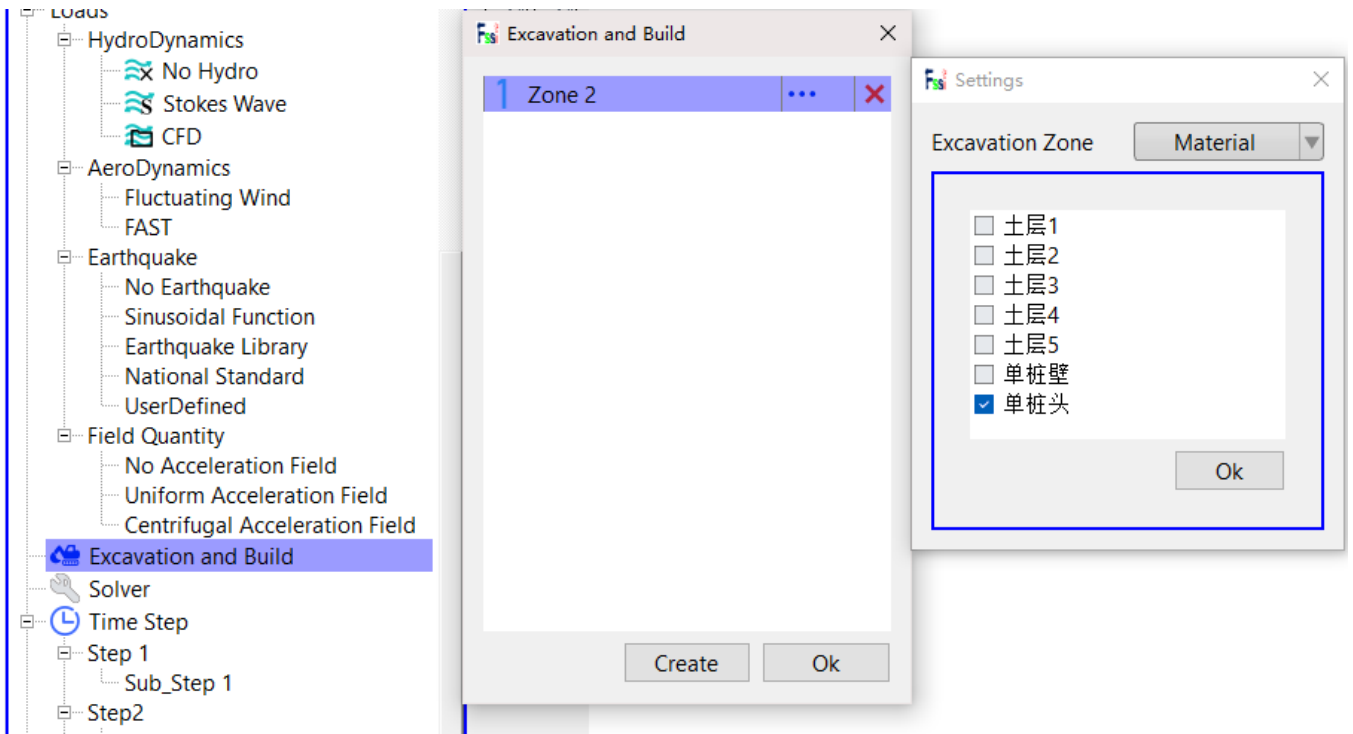 Loads
HydroDynamics
No Hydro
Stokes Wave
CFD
AeroDynamics
Fluctuating Wind
FAST
Earthquake
No Earthquake
Sinusoidal Function
Earthquake Library
National Standard
UserDefined
Field Quantity
No Acceleration Field
Uniform Acceleration Field
Centrifugal Acceleration Field
Excavation and Build
Solver
Time Step
Step 1
Sub_Step 1
Step2
Fssi Excavation and Build
1 Zone 2 •••
Create Ok
Fssi Settings
Excavation Zone Material
土层1
土层2
土层3
土层4
土层5
单桩壁
单桩头
Ok